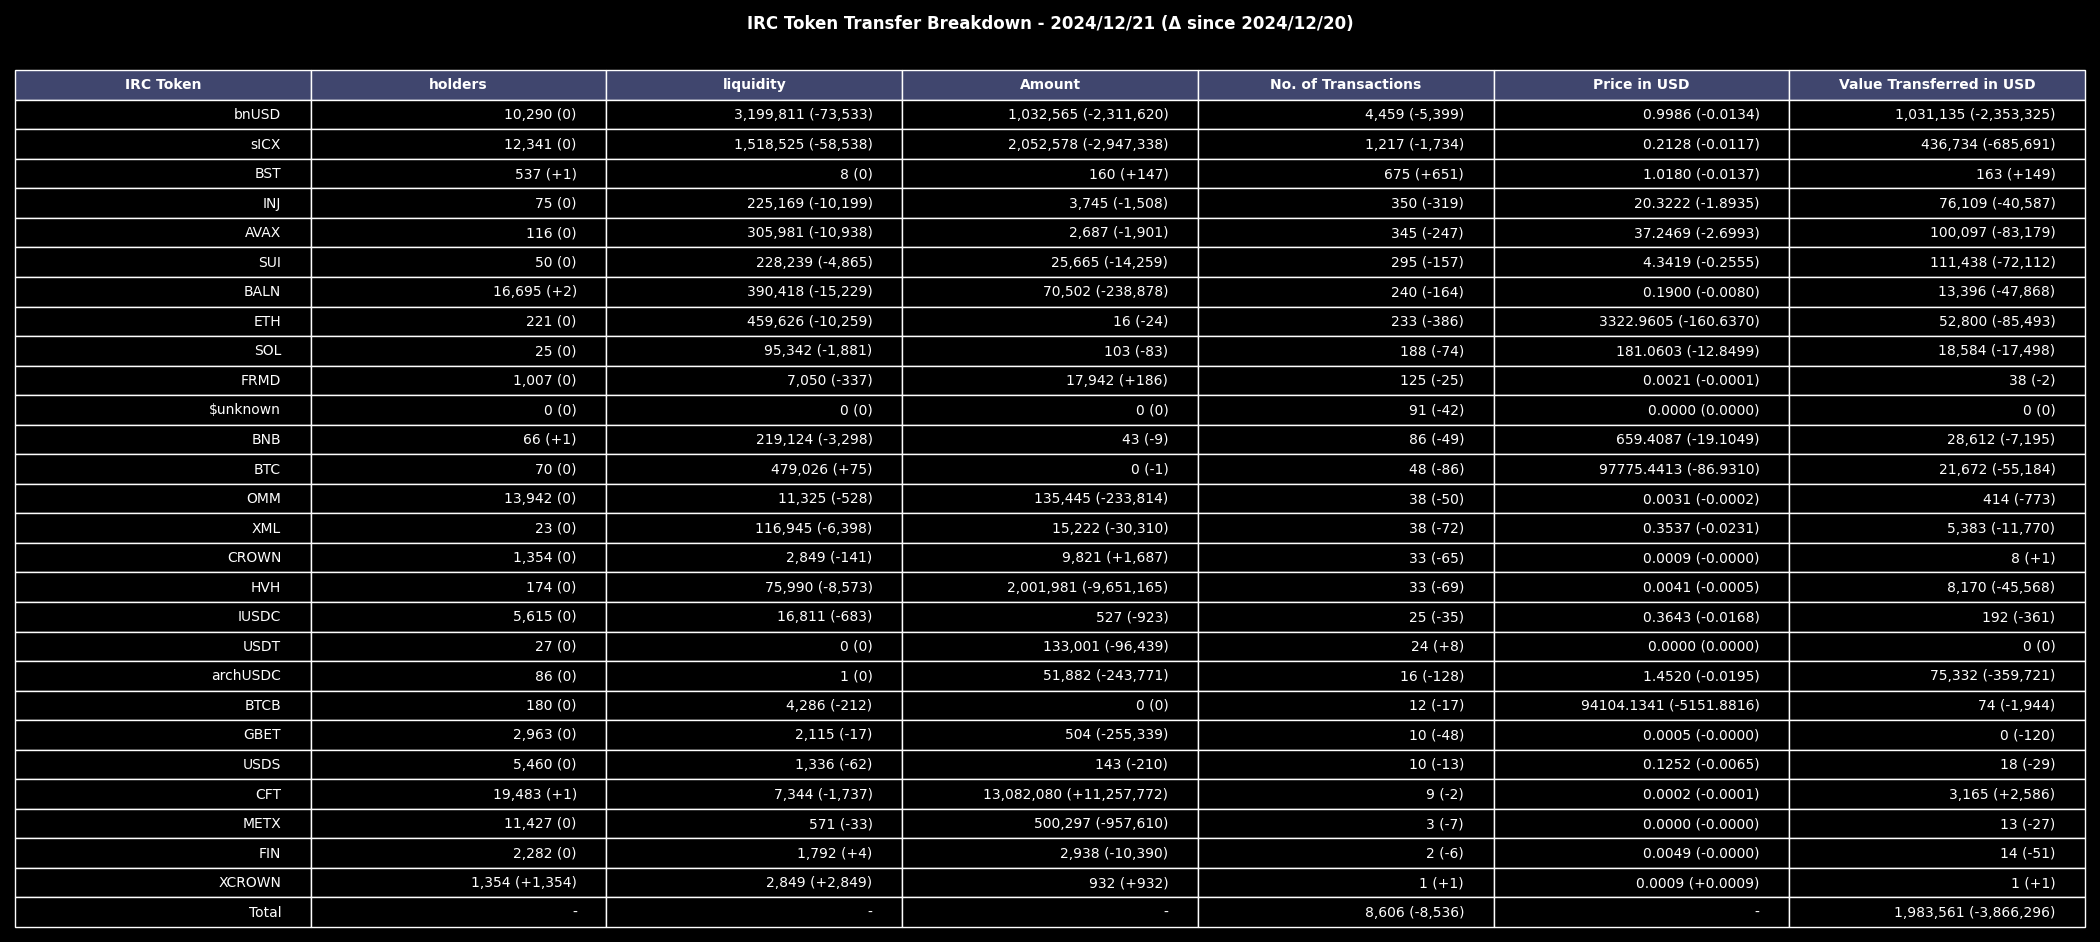 IRC Token Transfer Breakdown - 2024/12/21 (Δ since 2024/12/20)
IRC Token holders liquidity Amount No. of Transactions Price in USD Value Transferred in USD
bnUSD 10,290 (0) 3,199,811 (-73,533) 1,032,565 (-2,311,620) 4,459 (-5,399) 0.9986 (-0.0134) 1,031,135 (-2,353,325)
sICX 12,341 (0) 1,518,525 (-58,538) 2,052,578 (-2,947,338) 1,217 (-1,734) 0.2128 (-0.0117) 436,734 (-685,691)
BST 537 (+1) 8 (0) 160 (+147) 675 (+651) 1.0180 (-0.0137) 163 (+149)
INJ 75 (0) 225,169 (-10,199) 3,745 (-1,508) 350 (-319) 20.3222 (-1.8935) 76,109 (-40,587)
AVAX 116 (0) 305,981 (-10,938) 2,687 (-1,901) 345 (-247) 37.2469 (-2.6993) 100,097 (-83,179)
SUI 50 (0) 228,239 (-4,865) 25,665 (-14,259) 295 (-157) 4.3419 (-0.2555) 111,438 (-72,112)
BALN 16,695 (+2) 390,418 (-15,229) 70,502 (-238,878) 240 (-164) 0.1900 (-0.0080) 13,396 (-47,868)
ETH 221 (0) 459,626 (-10,259) 16 (-24) 233 (-386) 3322.9605 (-160.6370) 52,800 (-85,493)
SOL 25 (0) 95,342 (-1,881) 103 (-83) 188 (-74) 181.0603 (-12.8499) 18,584 (-17,498)
FRMD 1,007 (0) 7,050 (-337) 17,942 (+186) 125 (-25) 0.0021 (-0.0001) 38 (-2)
$unknown 0 (0) 0 (0) 0 (0) 91 (-42) 0.0000 (0.0000) 0 (0)
BNB 66 (+1) 219,124 (-3,298) 43 (-9) 86 (-49) 659.4087 (-19.1049) 28,612 (-7,195)
BTC 70 (0) 479,026 (+75) 0 (-1) 48 (-86) 97775.4413 (-86.9310) 21,672 (-55,184)
OMM 13,942 (0) 11,325 (-528) 135,445 (-233,814) 38 (-50) 0.0031 (-0.0002) 414 (-773)
XML 23 (0) 116,945 (-6,398) 15,222 (-30,310) 38 (-72) 0.3537 (-0.0231) 5,383 (-11,770)
CROWN 1,354 (0) 2,849 (-141) 9,821 (+1,687) 33 (-65) 0.0009 (-0.0000) 8 (+1)
HVH 174 (0) 75,990 (-8,573) 2,001,981 (-9,651,165) 33 (-69) 0.0041 (-0.0005) 8,170 (-45,568)
IUSDC 5,615 (0) 16,811 (-683) 527 (-923) 25 (-35) 0.3643 (-0.0168) 192 (-361)
USDT 27 (0) 0 (0) 133,001 (-96,439) 24 (+8) 0.0000 (0.0000) 0 (0)
archUSDC 86 (0) 1 (0) 51,882 (-243,771) 16 (-128) 1.4520 (-0.0195) 75,332 (-359,721)
BTCB 180 (0) 4,286 (-212) 0 (0) 12 (-17) 94104.1341 (-5151.8816) 74 (-1,944)
GBET 2,963 (0) 2,115 (-17) 504 (-255,339) 10 (-48) 0.0005 (-0.0000) 0 (-120)
USDS 5,460 (0) 1,336 (-62) 143 (-210) 10 (-13) 0.1252 (-0.0065) 18 (-29)
CFT 19,483 (+1) 7,344 (-1,737) 13,082,080 (+11,257,772) 9 (-2) 0.0002 (-0.0001) 3,165 (+2,586)
METX 11,427 (0) 571 (-33) 500,297 (-957,610) 3 (-7) 0.0000 (-0.0000) 13 (-27)
FIN 2,282 (0) 1,792 (+4) 2,938 (-10,390) 2 (-6) 0.0049 (-0.0000) 14 (-51)
XCROWN 1,354 (+1,354) 2,849 (+2,849) 932 (+932) 1 (+1) 0.0009 (+0.0009) 1 (+1)
Total - - - 8,606 (-8,536) - 1,983,561 (-3,866,296)